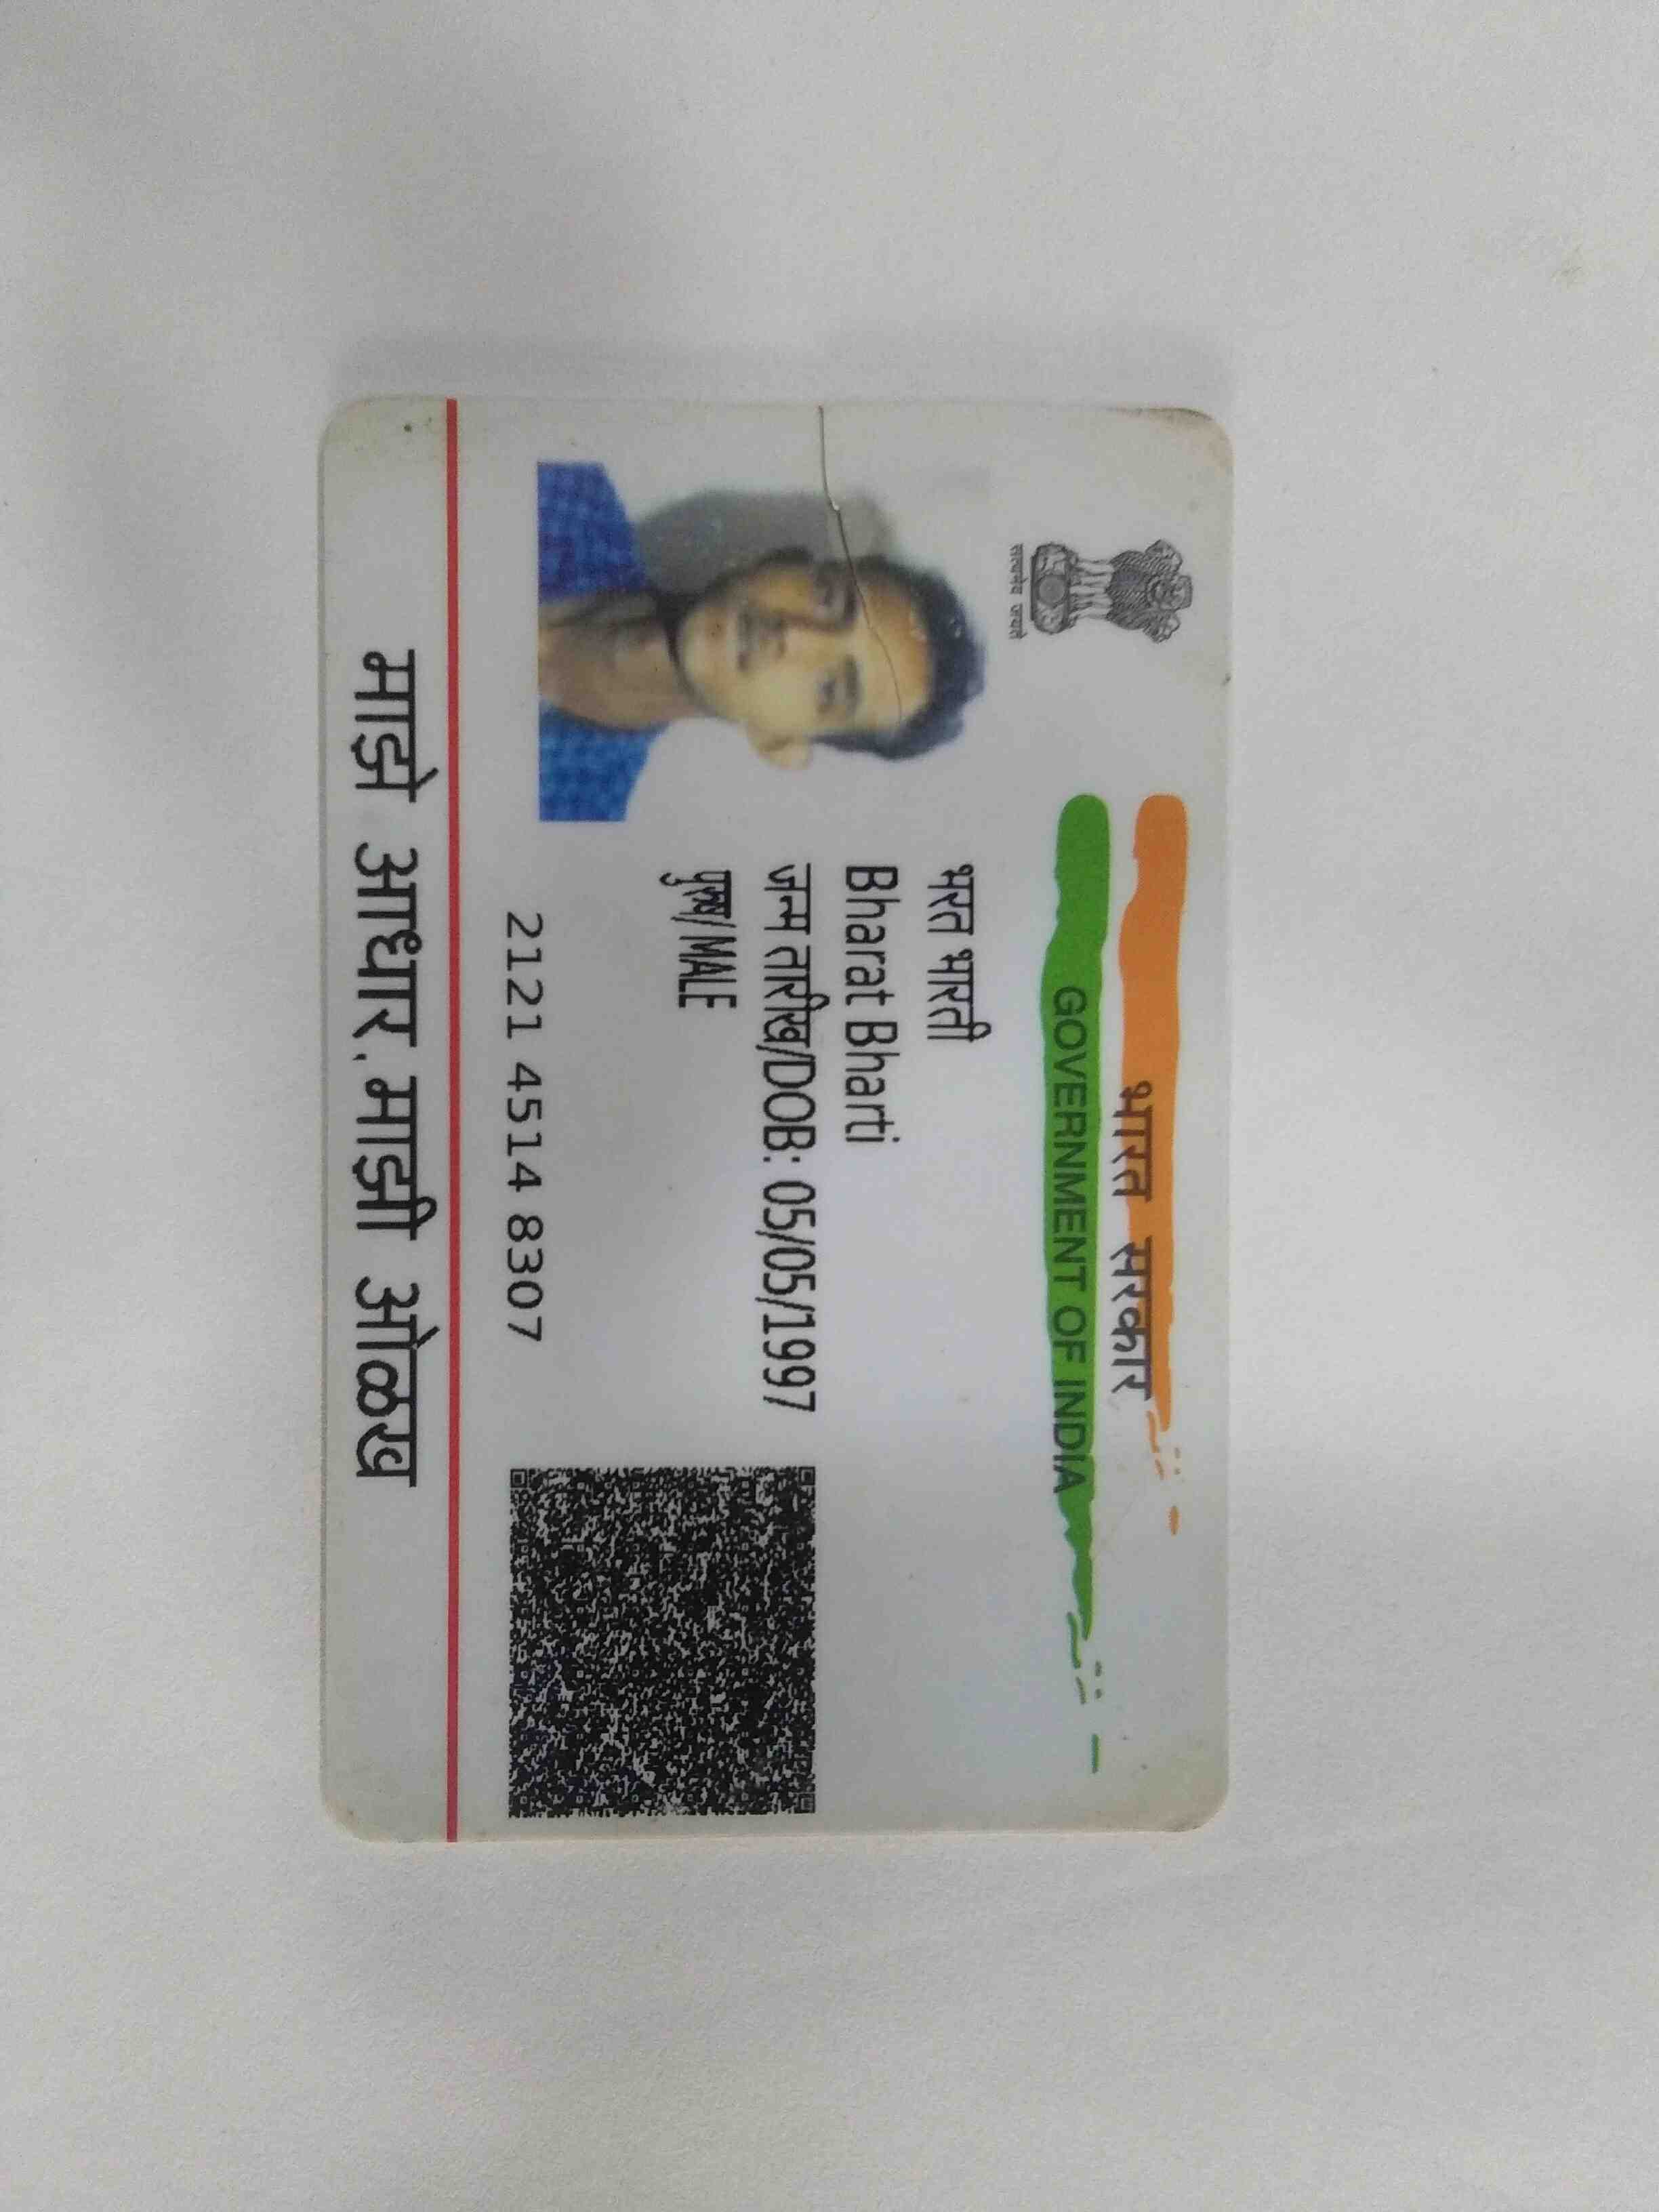 भारत सरकार
GOVERNMENT OF INDIA
सत्यमेव जयते
भरत भारती
Bharat Bharti
जन्म तारीख/DOB: 05/05/1997
पुरुष/ MALE
2121 4514 8307
माझे आधार, माझी ओळख